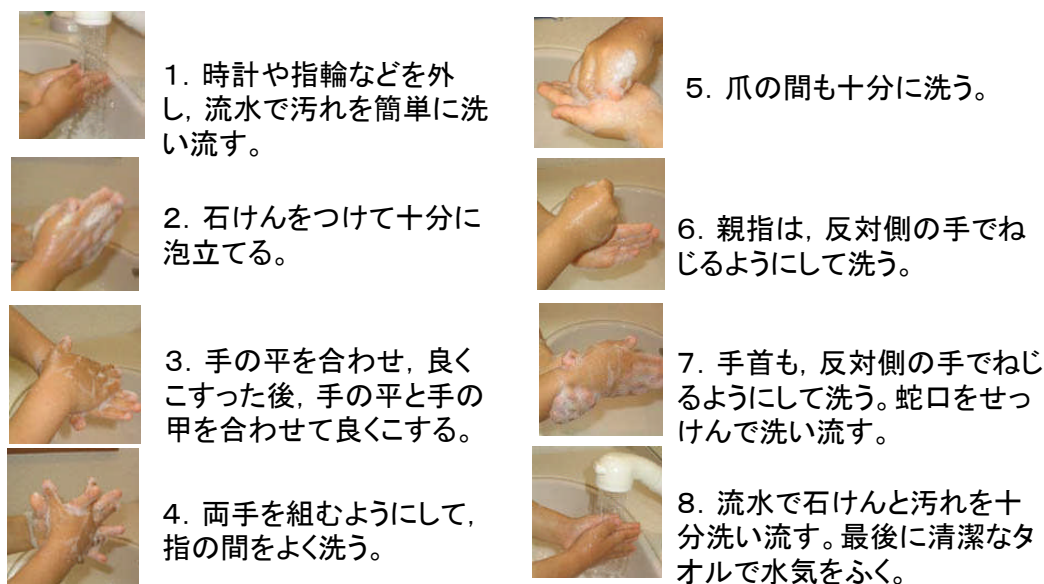 1．時計や指輪などを外
し，流水で汚れを簡単に洗
い流す。
2．石けんをつけて十分に
泡立てる。
3．手の平を合わせ，良く
こすった後，手の平と手の
甲を合わせて良くこする。
4．両手を組むようにして，
指の間をよく洗う。
5．爪の間も十分に洗う。
6．親指は，反対側の手でね
じるようにして洗う。
7．手首も，反対側の手でねじ
るようにして洗う。蛇口をせっ
けんで洗い流す。
8．流水で石けんと汚れを十
分洗い流す。最後に清潔なタ
オルで水気をふく。